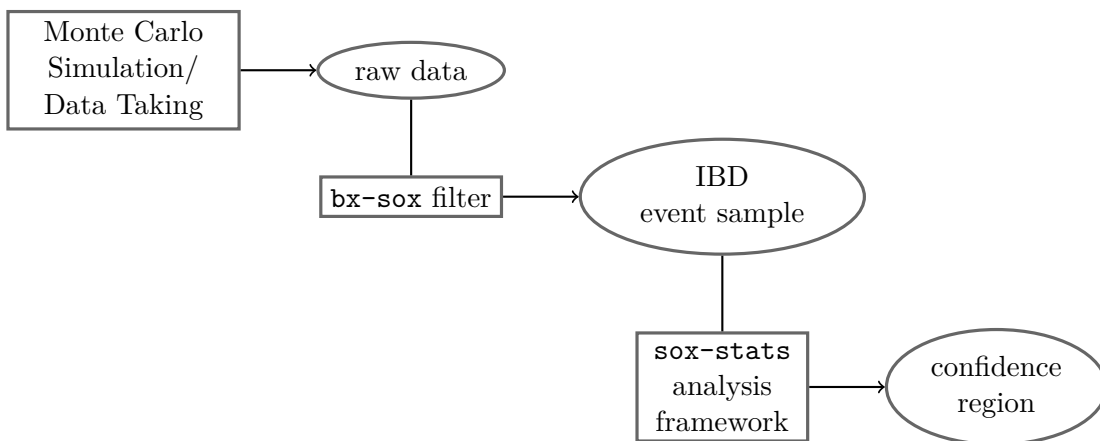 Monte Carlo
Simulation/
Data Taking
raw data
bx-sox filter
IBD
event sample
sox-stats
analysis
framework
confidence
region